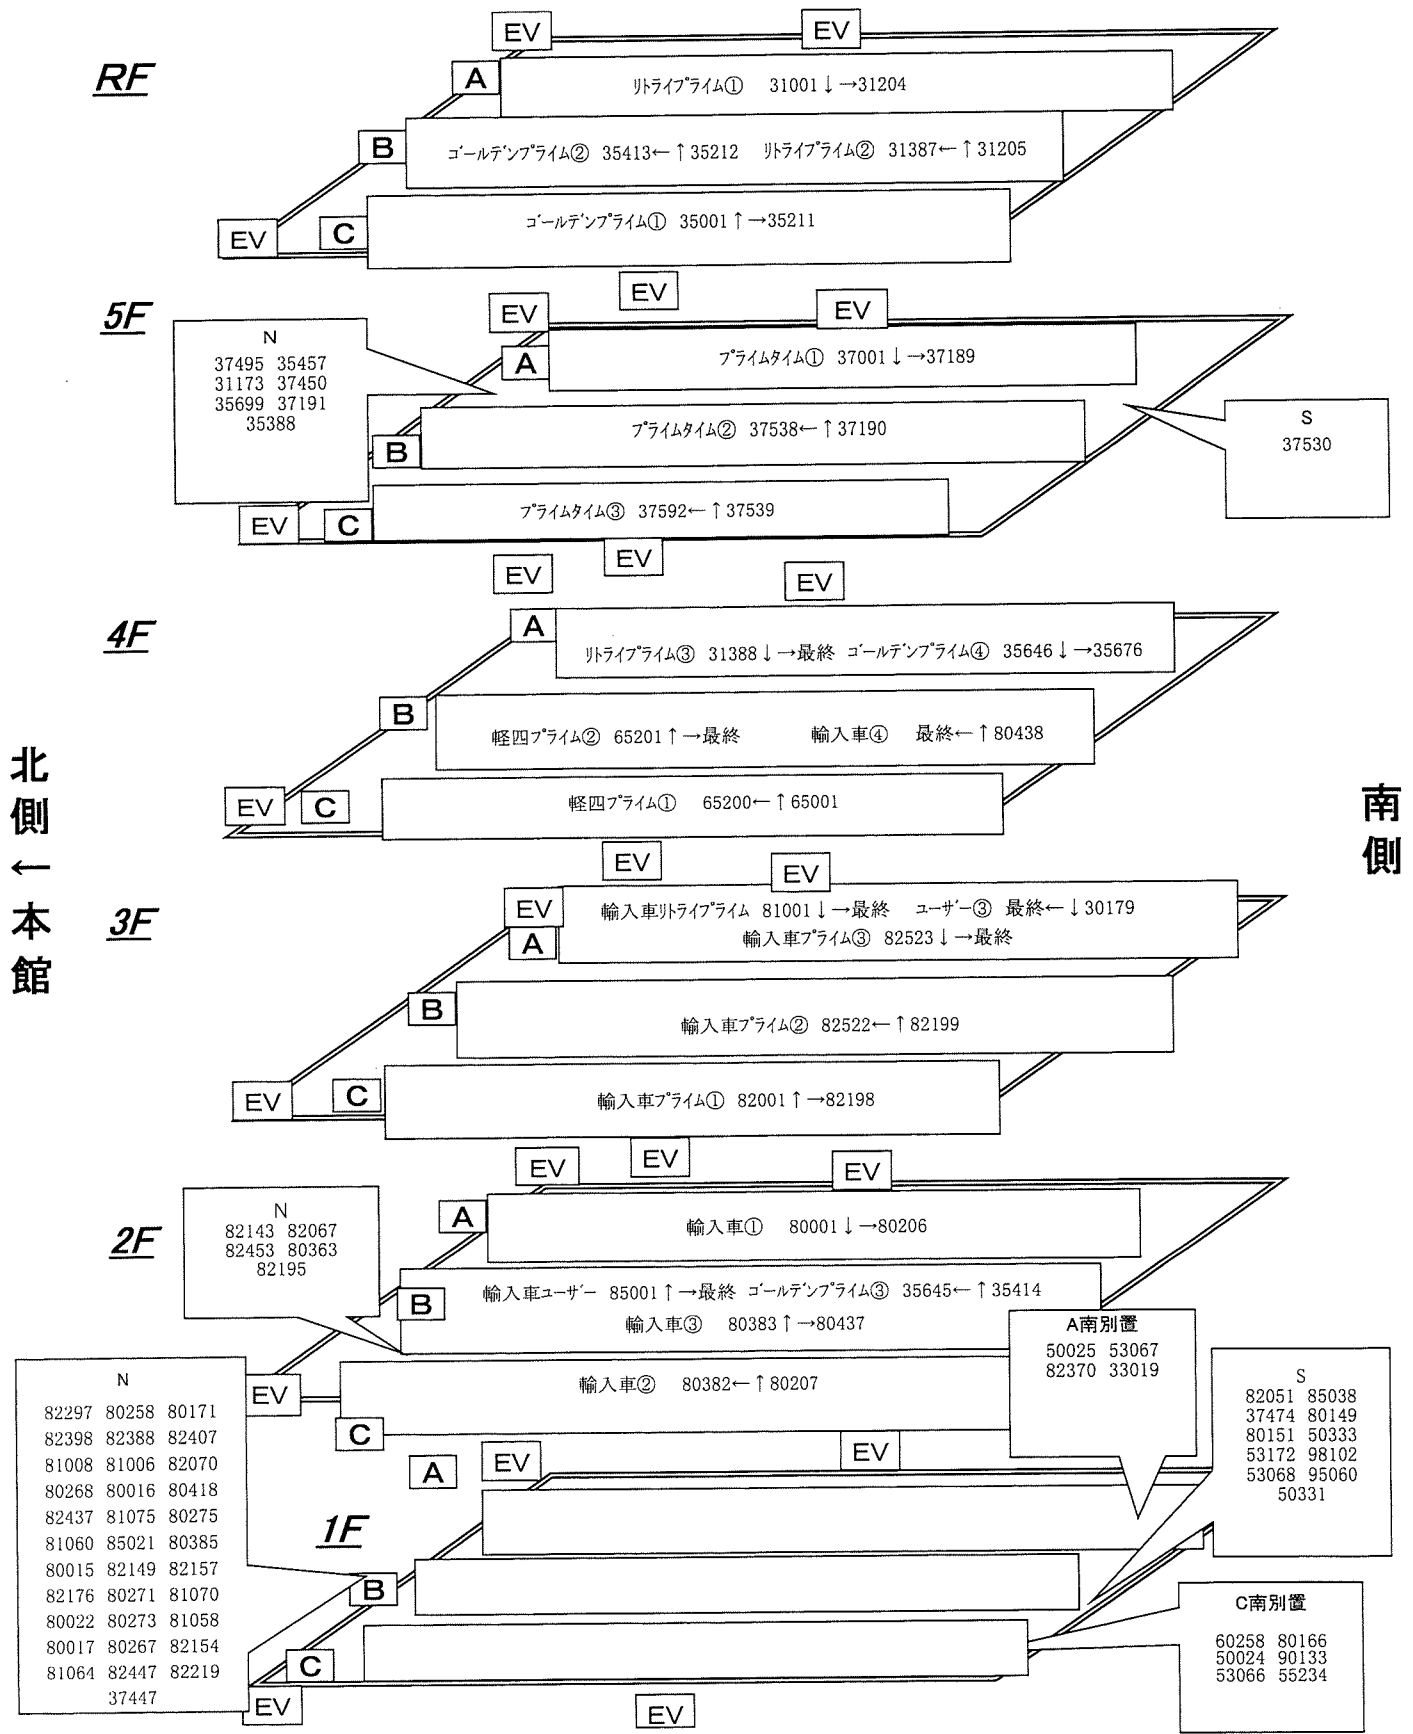 EV EV
RF
A リトライプライム① 31001↓→31204
B ゴールデンプライム② 35413←↑35212 リトライプライム② 31387←↑31205
EV C ゴールデンプライム① 35001↑→35211
EV
5F EV EV
N
37495 35457
31173 37450
35699 37191
35388
A プライムタイム① 37001↓→37189
B プライムタイム② 37538←↑37190
S
37530
EV C プライムタイム③ 37592←↑37539
EV
EV EV
4F
A リトライプライム③ 31388↓→最終 ゴールデンプライム④ 35646↓→35676
B 軽四プライム② 65201↑→最終 輸入車④ 最終←↑80438
EV C 軽四プライム① 65200←↑65001
北側←本館
南側
EV EV
3F
EV 輸入車リトライプライム 81001↓→最終 ユーザー③ 最終←↓30179
A 輸入車プライム③ 82523↓→最終
B 輸入車プライム② 82522←↑82199
EV C 輸入車プライム① 82001↑→82198
EV EV EV
2F
N
82143 82067
82453 80363
82195
A 輸入車① 80001↓→80206
B 輸入車ユーザー 85001↑→最終 ゴールデンプライム③ 35645←↑35414
輸入車③ 80383↑→80437
EV 輸入車② 80382←↑80207
C
A南別置
50025 53067
82370 33019
S
82051 85038
37474 80149
80151 50333
53172 98102
53068 95060
50331
N
82297 80258 80171
82398 82388 82407
81008 81006 82070
80268 80016 80418
82437 81075 80275
81060 85021 80385
80015 82149 82157
82176 80271 81070
80022 80273 81058
80017 80267 82154
81064 82447 82219
37447
A EV EV
1F
B
C
EV EV
C南別置
60258 80166
50024 90133
53066 55234